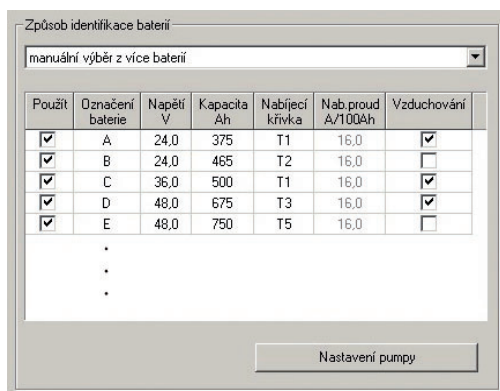 Způsob identifikace baterií
manuální výběr z více baterií
Použít Označení baterie Napětí V Kapacita Ah Nabíjecí křivka Nab.proud A/100Ah Vzduchování
A 24,0 375 T1 16,0
B 24,0 465 T2 16,0
C 36,0 500 T1 16,0
D 48,0 675 T3 16,0
E 48,0 750 T5 16,0
Nastavení pumpy